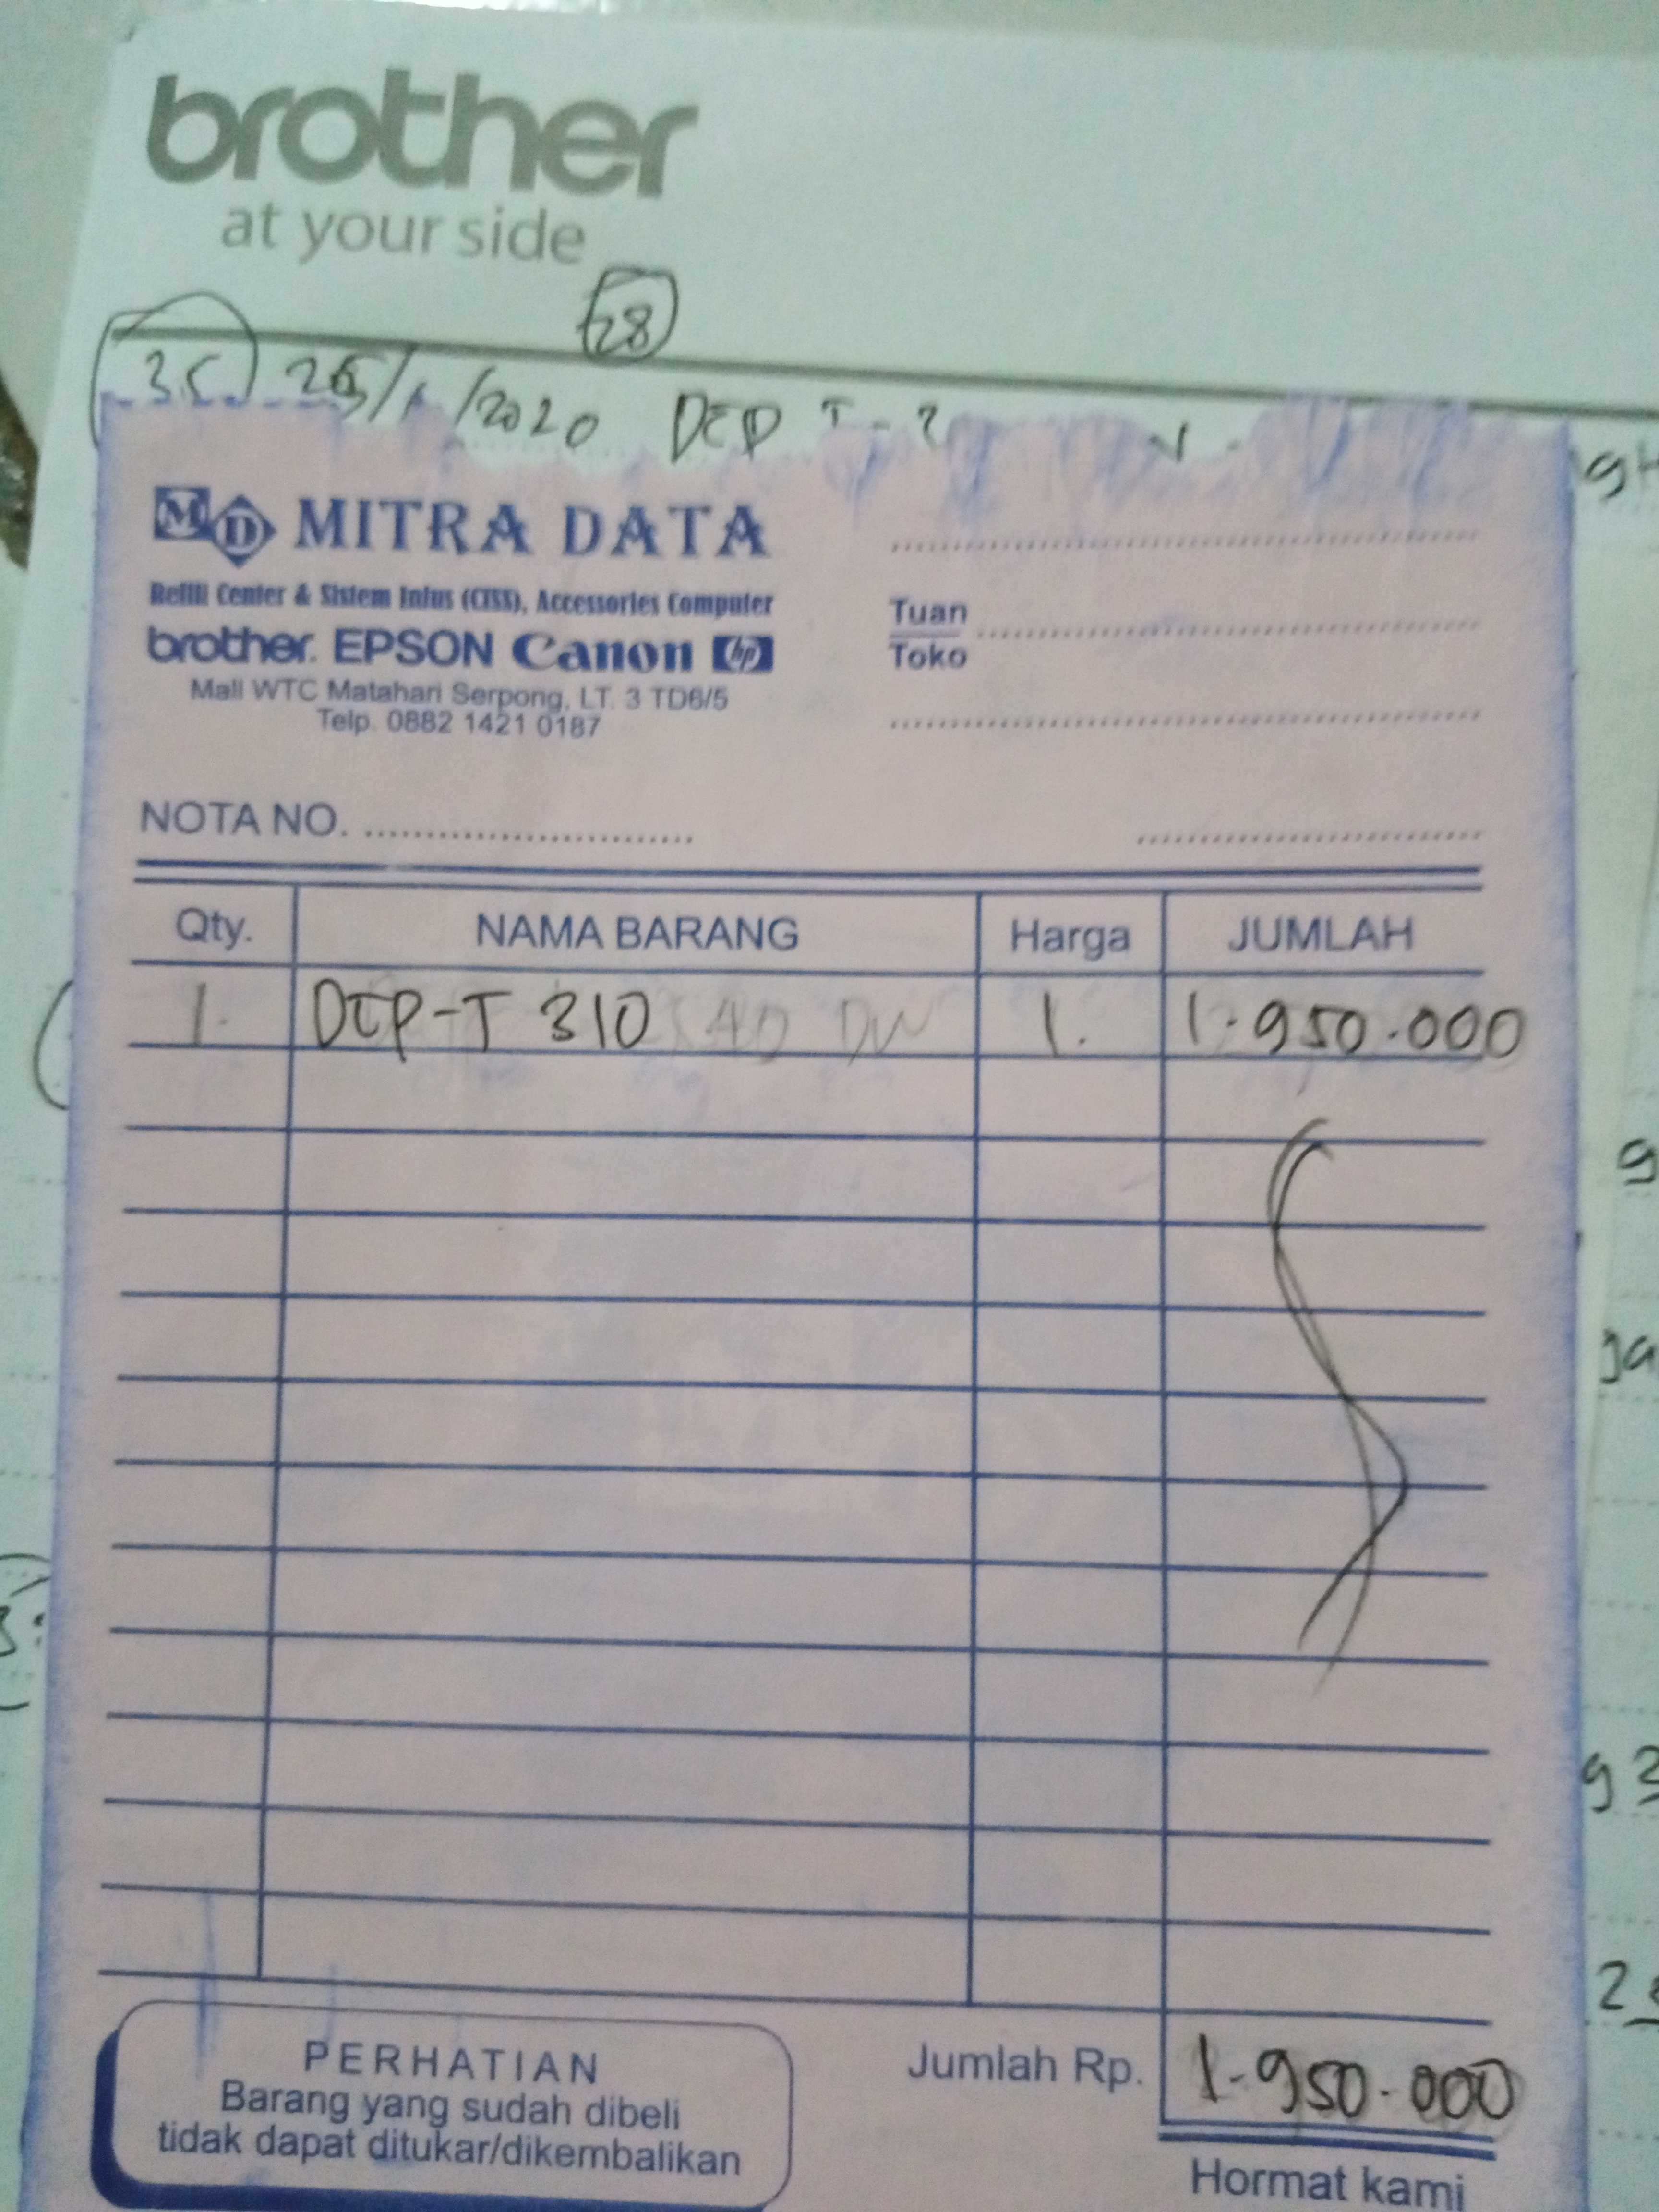 brother
at your side
28
35 26/1/2020 DCP T-3
MD MITRA DATA
Refill Center & Sistem Infus (CISS), Accessories Computer
brother. EPSON Canon hp
Mall WTC Matahari Serpong, LT. 3 TD6/5
Telp. 0882 1421 0187
Tuan
Toko
NOTA NO.
Qty. NAMA BARANG Harga JUMLAH
1. DCP-T 310 1. 1.950.000
Jumlah Rp. 1.950.000
PERHATIAN
Barang yang sudah dibeli
tidak dapat ditukar/dikembalikan
Hormat kami